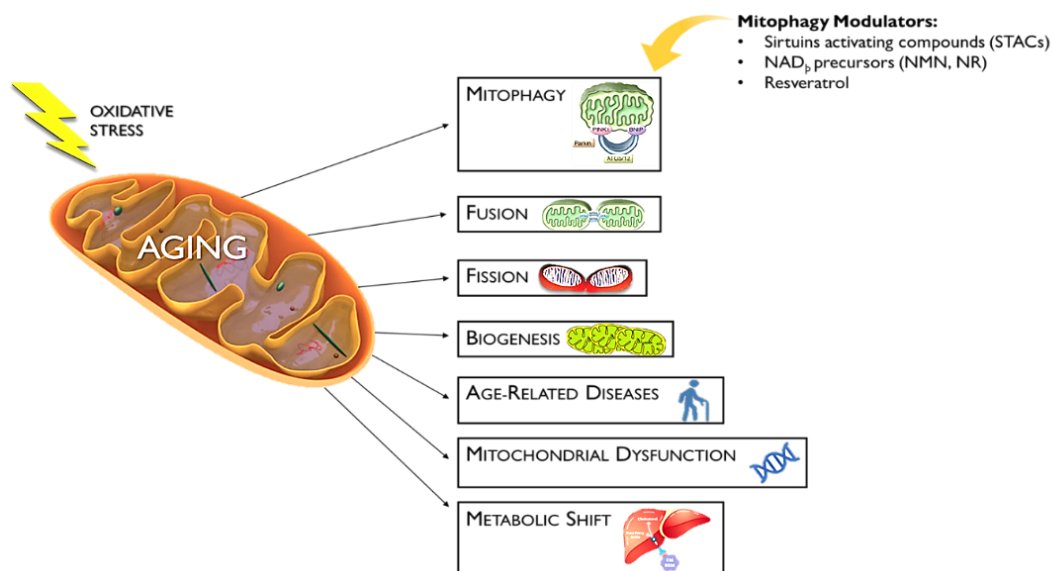 Mitophagy Modulators:
• Sirtuins activating compounds (STACs)
• NADþ precursors (NMN, NR)
• Resveratrol
OXIDATIVE
STRESS
MITOPHAGY
PINK1
BNIP
Parkin
FUSION
AGING
FISSION
BIOGENESIS
AGE-RELATED DISEASES
MITOCHONDRIAL DYSFUNCTION
METABOLIC SHIFT